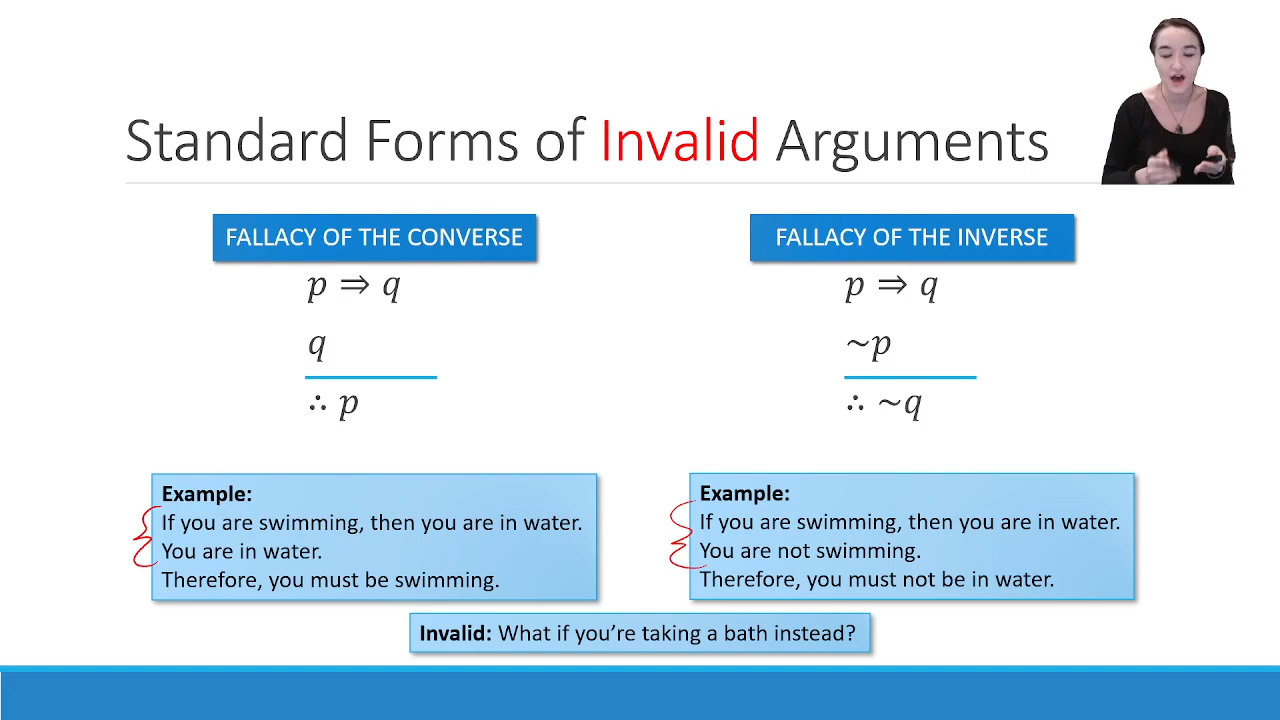 Standard Forms of Invalid Arguments
FALLACY OF THE CONVERSE
p ⇒ q
q
∴ p
Example:
If you are swimming, then you are in water.
You are in water.
Therefore, you must be swimming.
FALLACY OF THE INVERSE
p ⇒ q
~p
∴ ~q
Example:
If you are swimming, then you are in water.
You are not swimming.
Therefore, you must not be in water.
Invalid: What if you’re taking a bath instead?